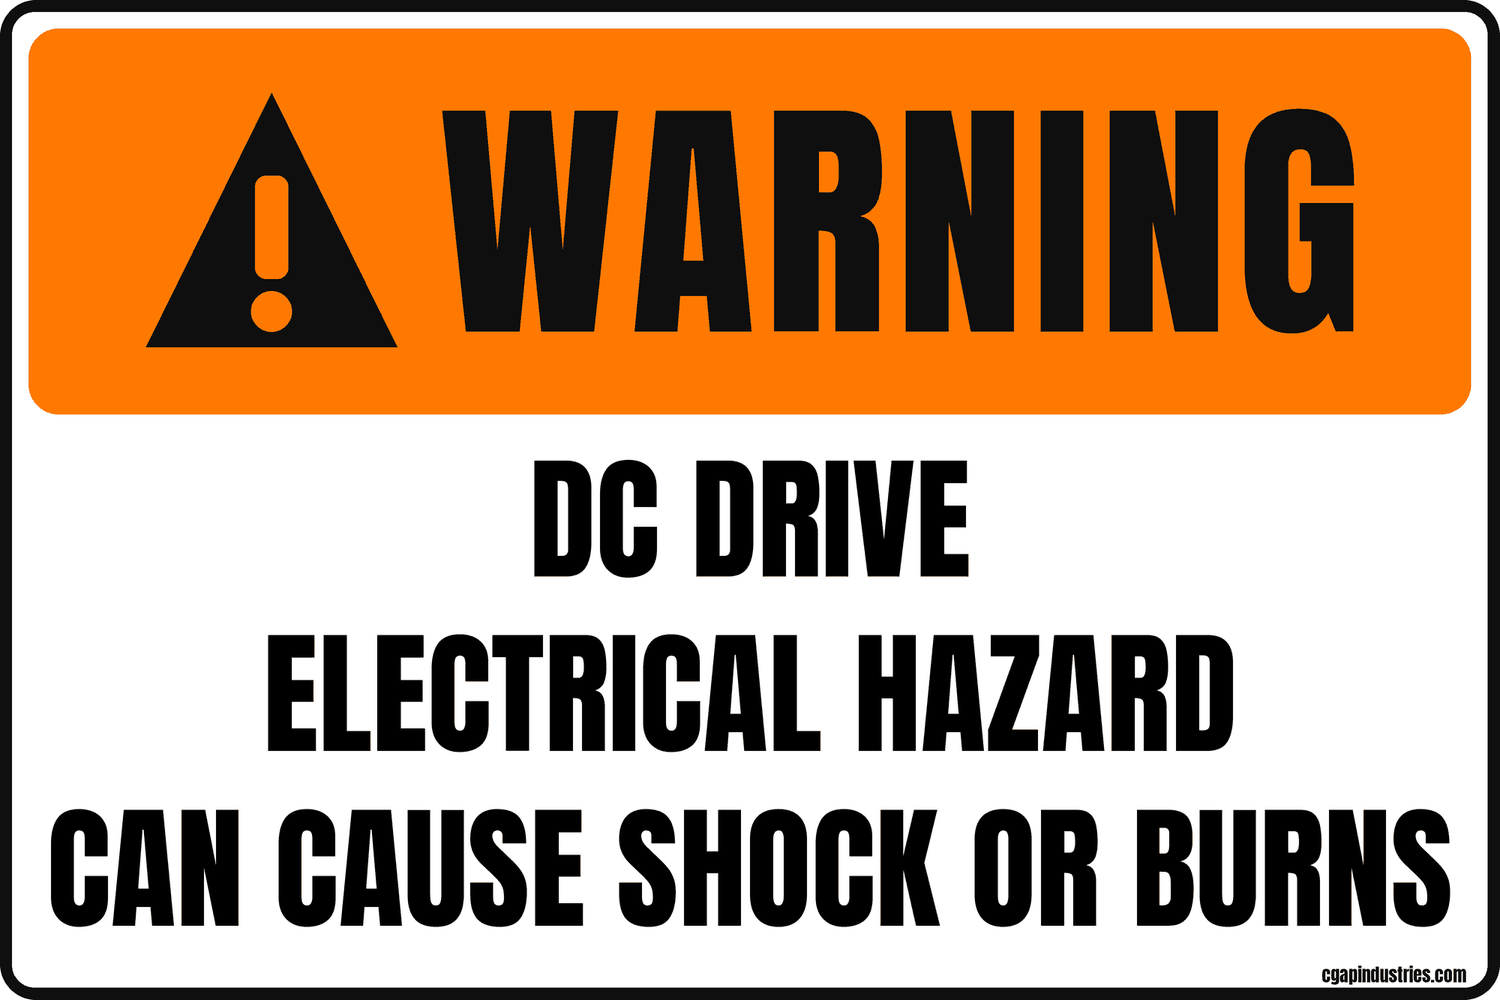 WARNING
DC DRIVE
ELECTRICAL HAZARD
CAN CAUSE SHOCK OR BURNS
cgapindustries.com